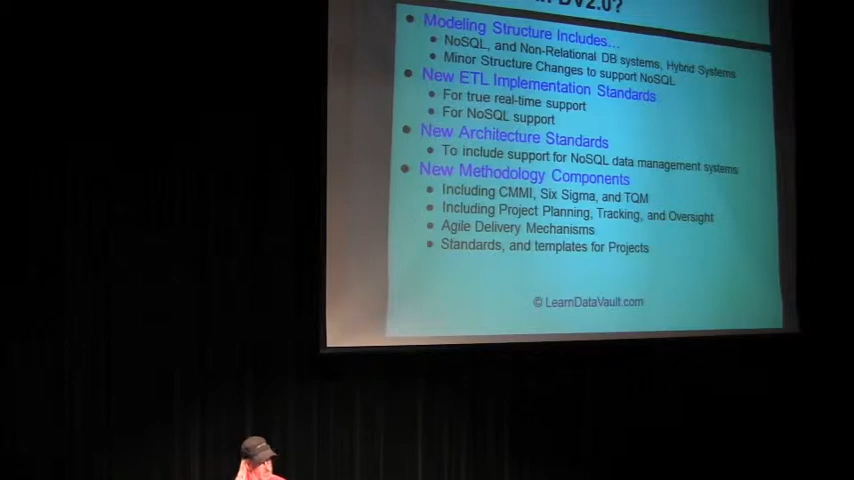 DV2.0?
Modeling Structure Includes…
NoSQL, and Non-Relational DB systems, Hybrid Systems
Minor Structure Changes to support NoSQL
New ETL Implementation Standards
For true real-time support
For NoSQL support
New Architecture Standards
To include support for NoSQL data management systems
New Methodology Components
Including CMMI, Six Sigma, and TQM
Including Project Planning, Tracking, and Oversight
Agile Delivery Mechanisms
Standards, and templates for Projects
© LearnDataVault.com